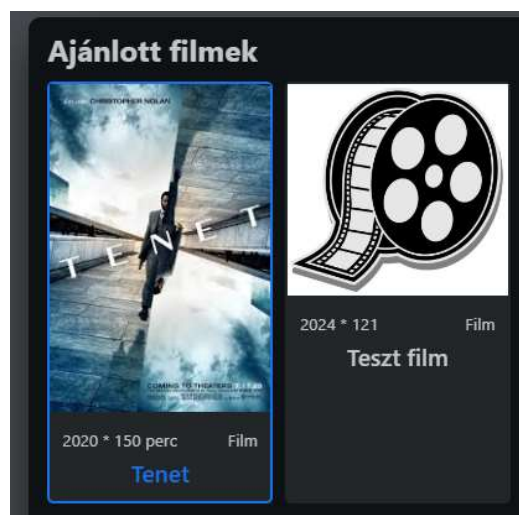 Ajánlott filmek
CHRISTOPHER NOLAN
TENET
COMING TO THEATERS
2020 * 150 perc Film
Tenet
2024 * 121 Film
Teszt film